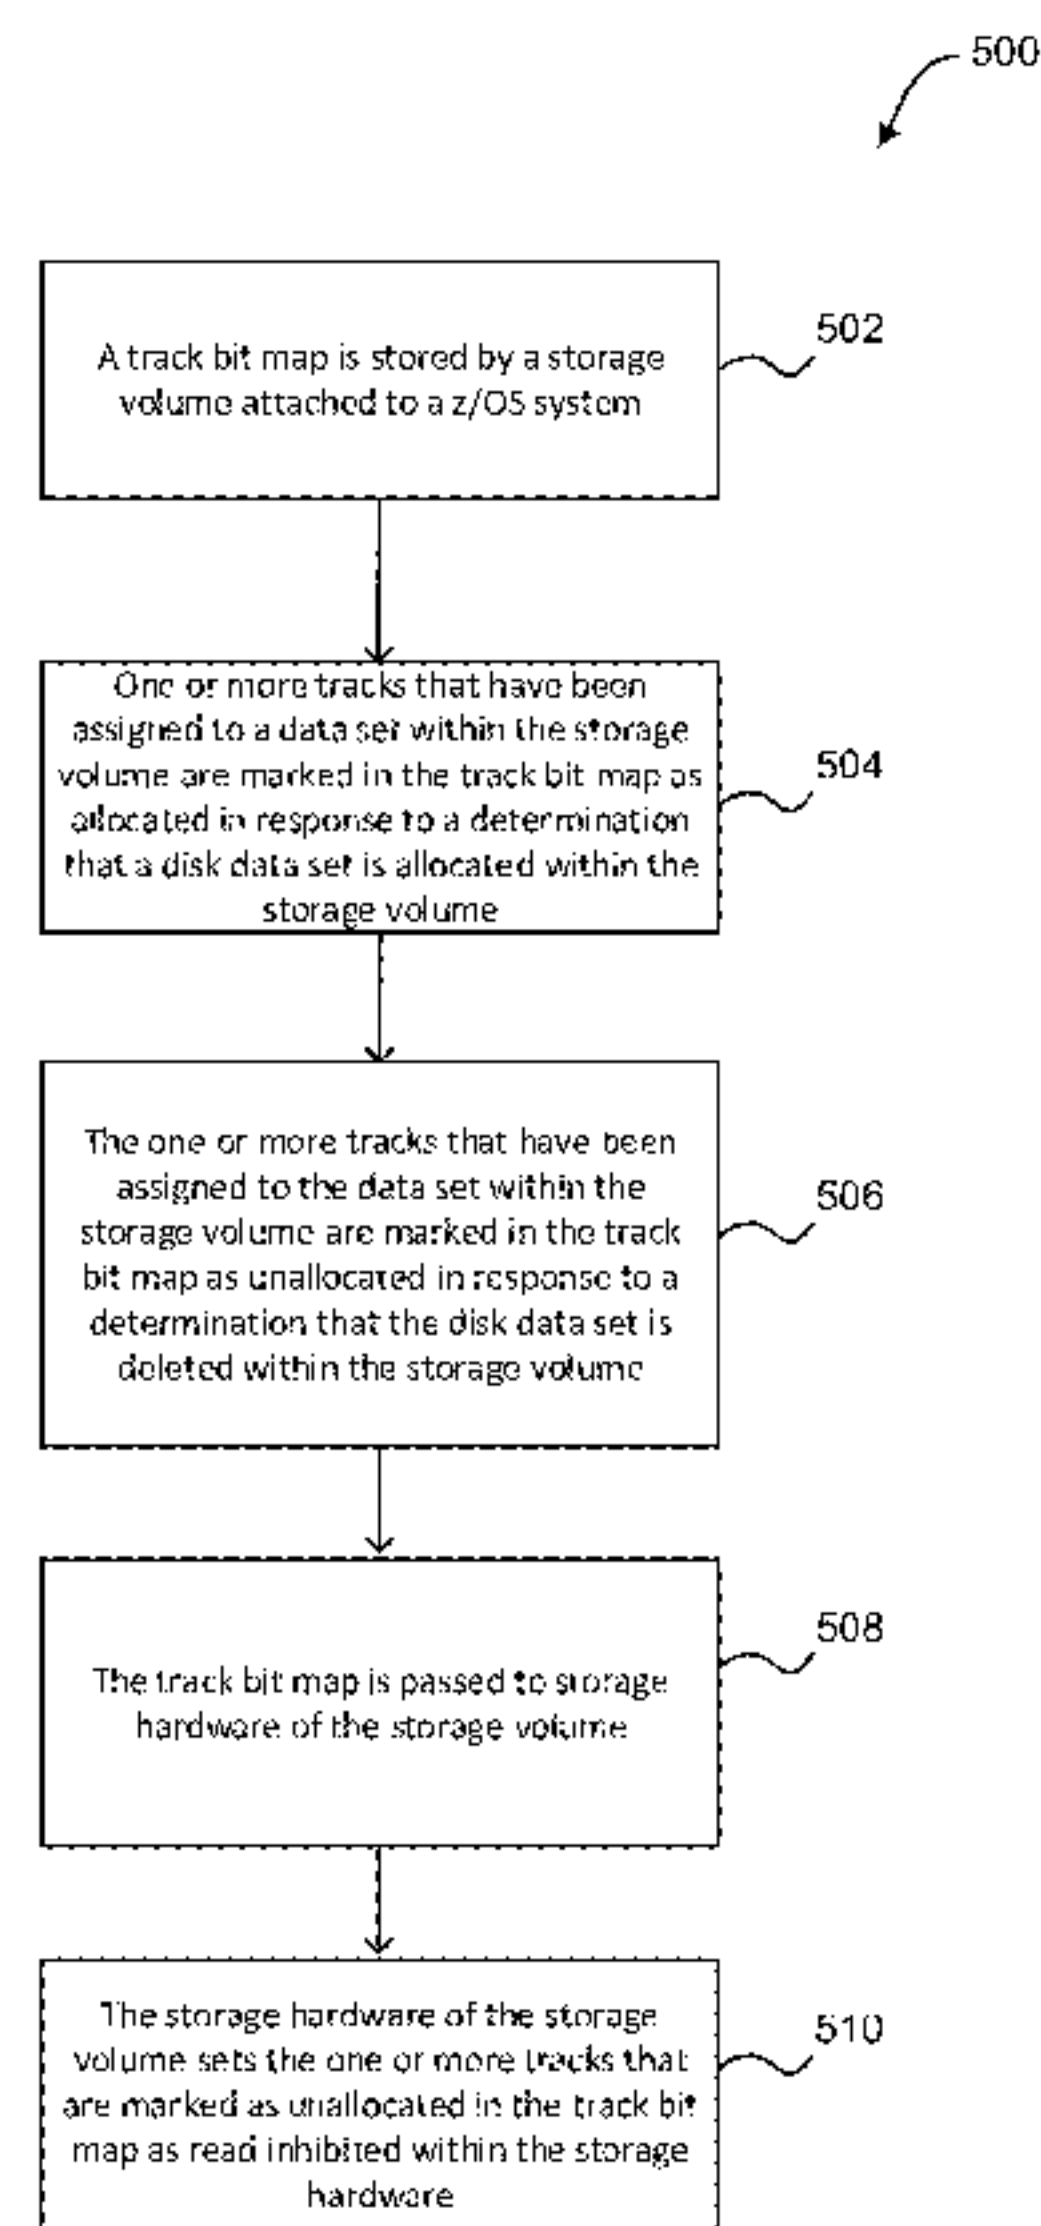 500
A track bit map is stored by a storage
volume attached to a z/OS system
502
One or more tracks that have been
assigned to a data set within the storage
volume are marked in the track bit map as
allocated in response to a determination
that a disk data set is allocated within the
storage volume
504
The one or more tracks that have been
assigned to the data set within the
storage volume are marked in the track
bit map as unallocated in response to a
determination that the disk data set is
deleted within the storage volume
506
The track bit map is passed to storage
hardware of the storage volume
508
The storage hardware of the storage
volume sets the one or more tracks that
are marked as unallocated in the track bit
map as read inhibited within the storage
hardware
510